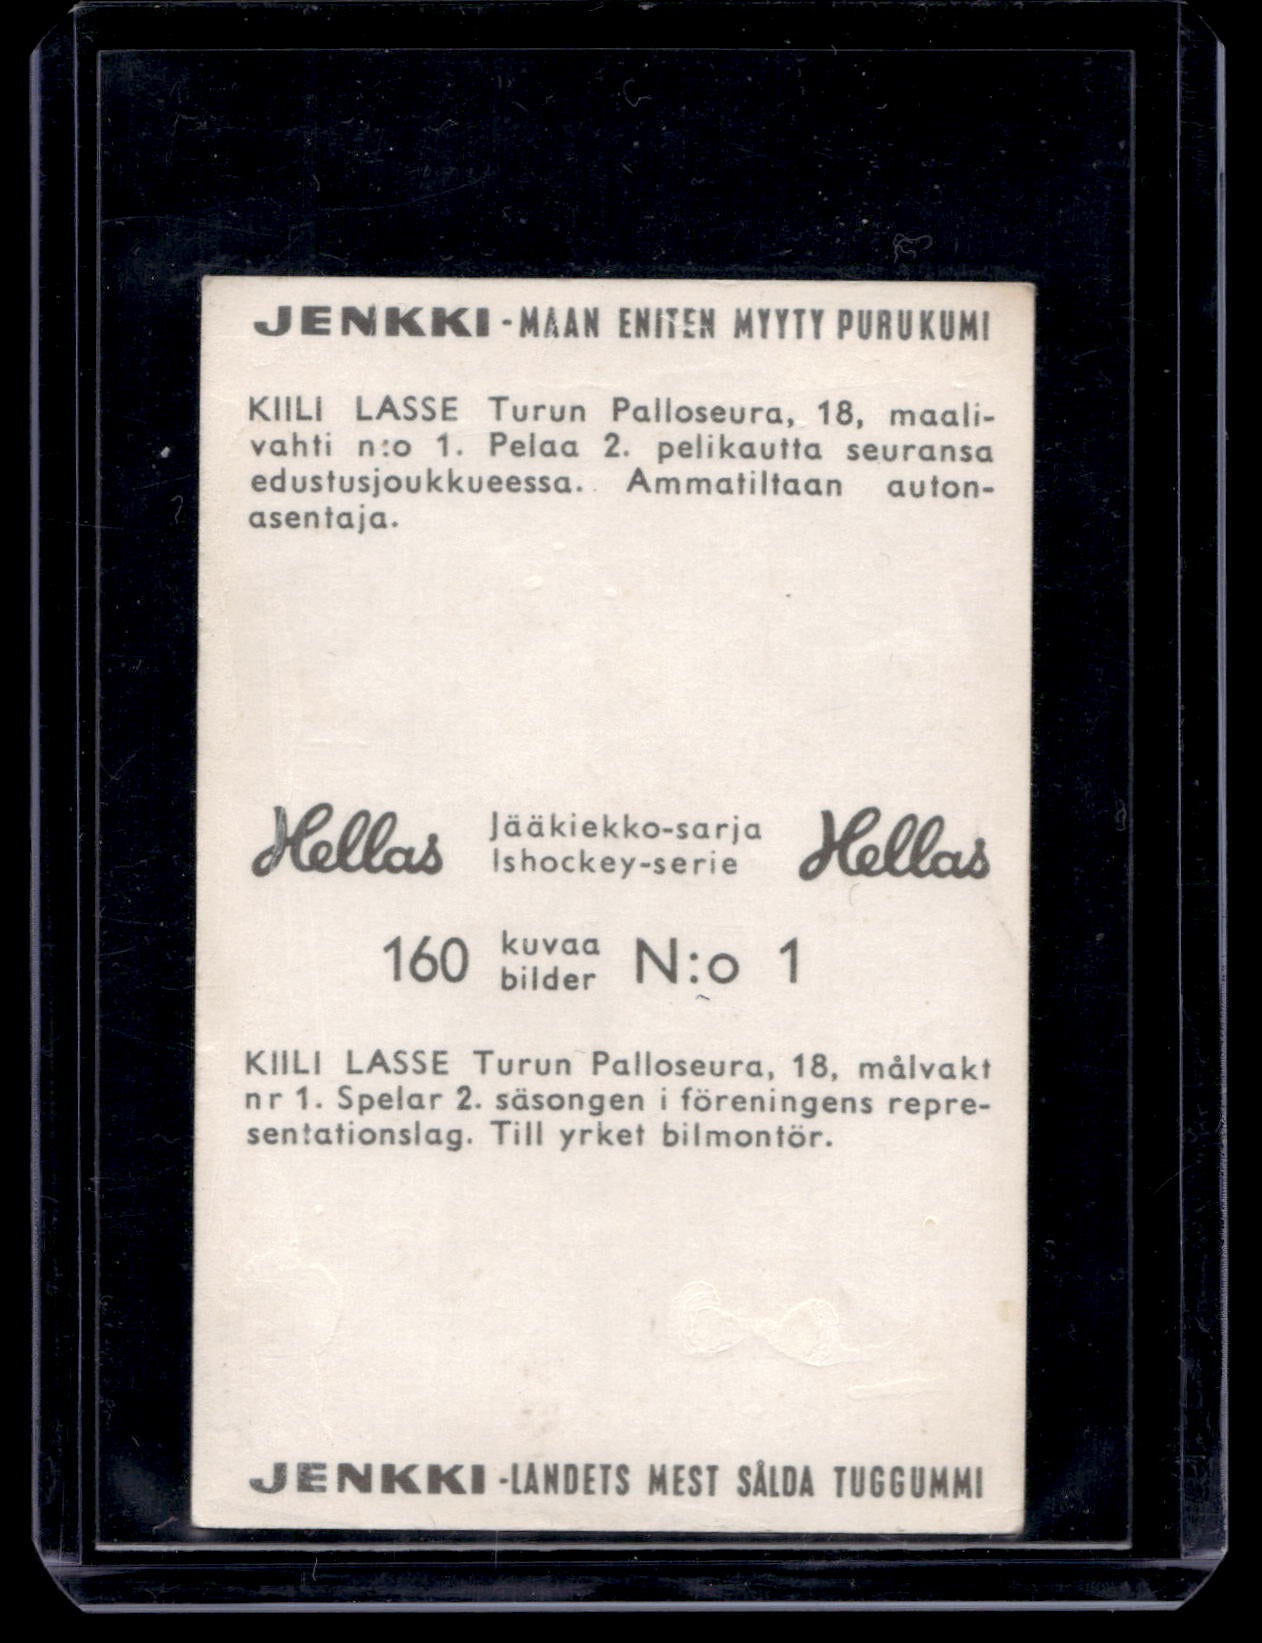 JENKKI-MAAN ENITEN MYYTY PURUKUMI
KIILI LASSE Turun Palloseura, 18, maali-
vahti n:o 1. Pelaa 2. pelikautta seuransa
edustusjoukkueessa. Ammatiltaan auton-
asentaja.
Hellas Jääkiekko-sarja Hellas
Ishockey-serie
160 kuvaa N:o 1
bilder
KIILI LASSE Turun Palloseura, 18, målvakt
nr 1. Spelar 2. säsongen i föreningens repre-
sentationslag. Till yrket bilmontör.
JENKKI-LANDETS MEST SÅLDA TUGGUMMI